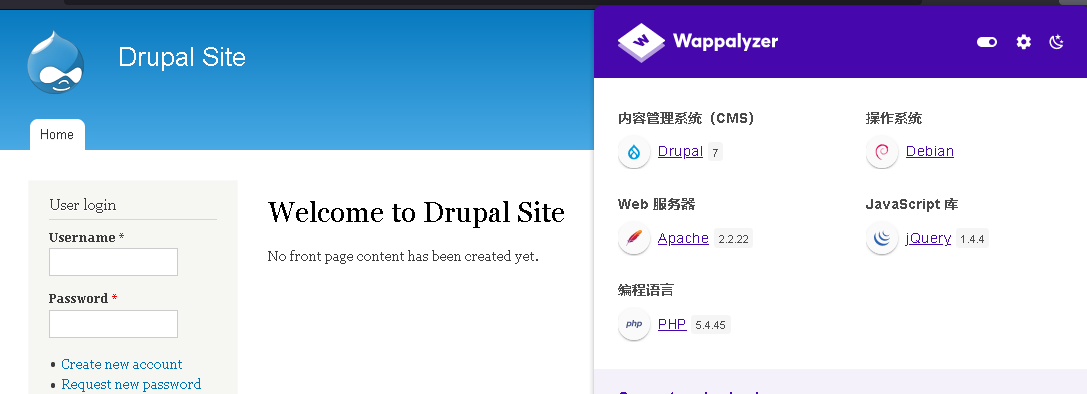 Drupal Site
Home
User login
Username *
Password *
Create new account
Request new password
Welcome to Drupal Site
No front page content has been created yet.
Wappalyzer
内容管理系统（CMS）
Drupal 7
操作系统
Debian
Web 服务器
Apache 2.2.22
JavaScript 库
jQuery 1.4.4
编程语言
php PHP 5.4.45